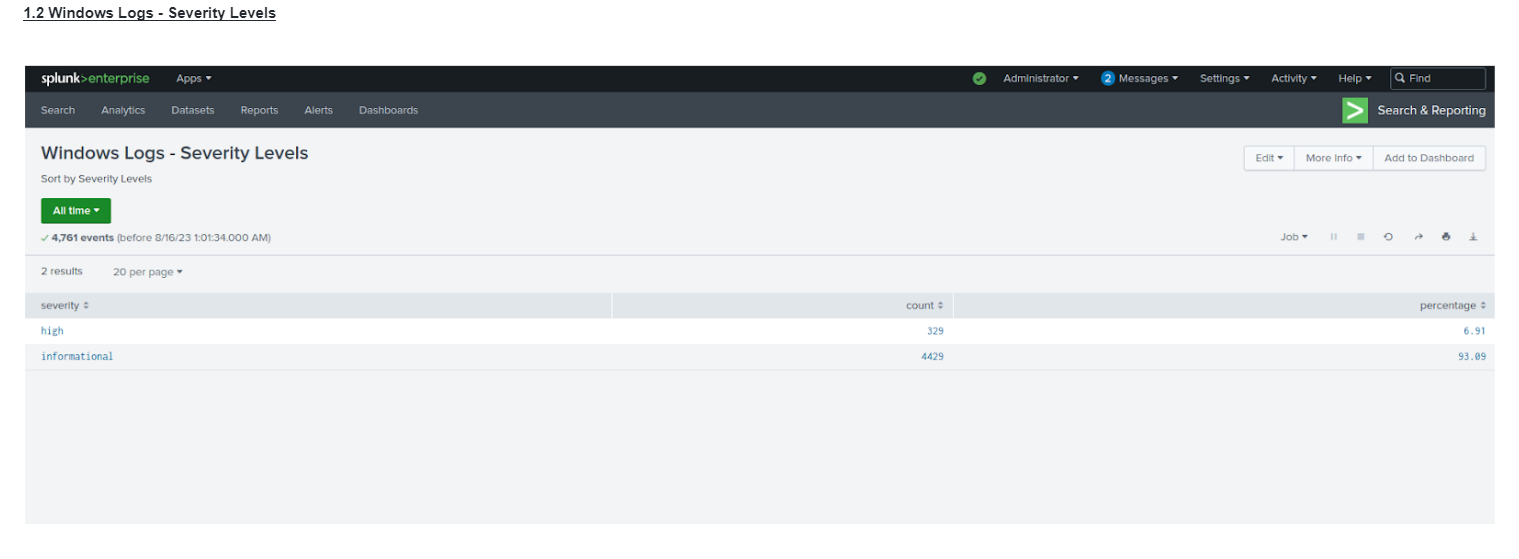 1.2 Windows Logs - Severity Levels
splunk>enterprise Apps Administrator 2 Messages Settings Activity Help Find
Search Analytics Datasets Reports Alerts Dashboards Search & Reporting
Windows Logs - Severity Levels Edit More Info Add to Dashboard
Sort by Severity Levels
All time
4,761 events (before 8/16/23 1:01:34.000 AM) Job
2 results 20 per page
severity count percentage
high 329 6.91
informational 4429 93.09